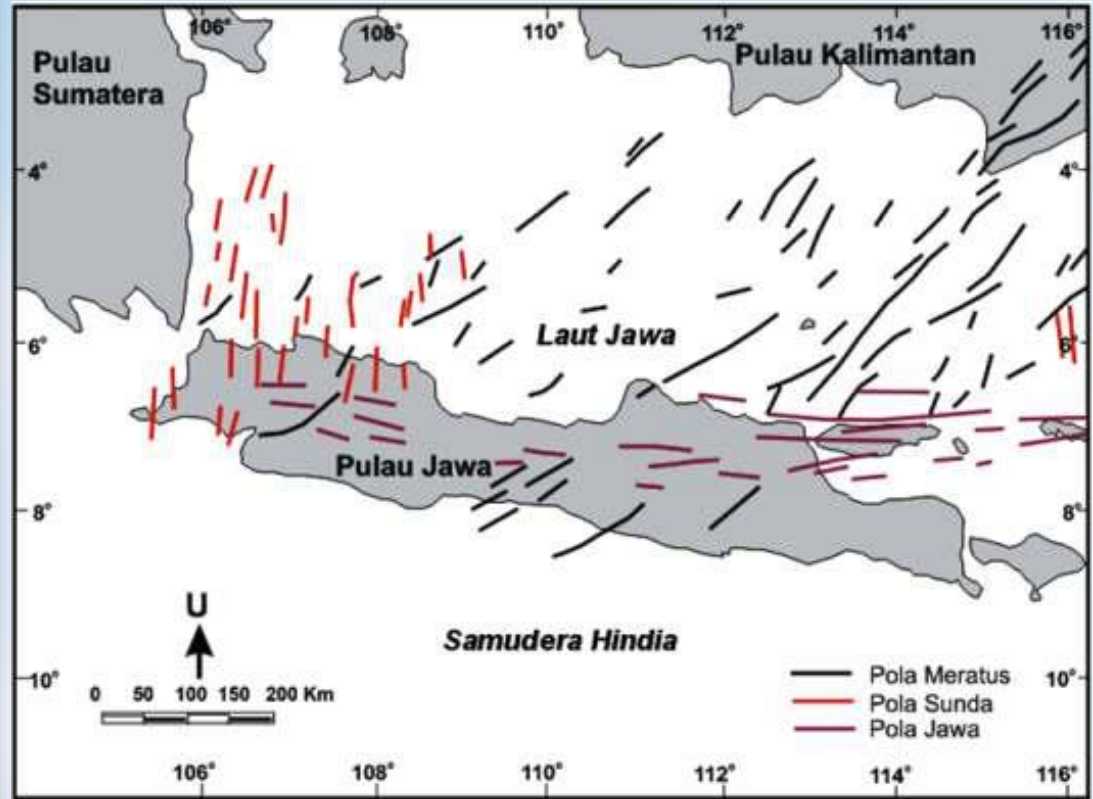 106° 108° 110° 112° 114° 116°
Pulau
Sumatera
Pulau Kalimantan
4° 4°
Laut Jawa
6° 6°
Pulau Jawa
8° 8°
U
Samudera Hindia
0 50 100 150 200 Km
Pola Meratus
Pola Sunda
Pola Jawa
10° 10°
106° 108° 110° 112° 114° 116°